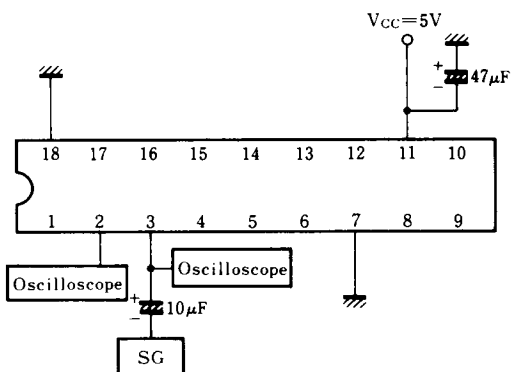 VCC=5V
+
−
47μF
18 17 16 15 14 13 12 11 10
1 2 3 4 5 6 7 8 9
Oscilloscope
Oscilloscope
+
−
10μF
SG